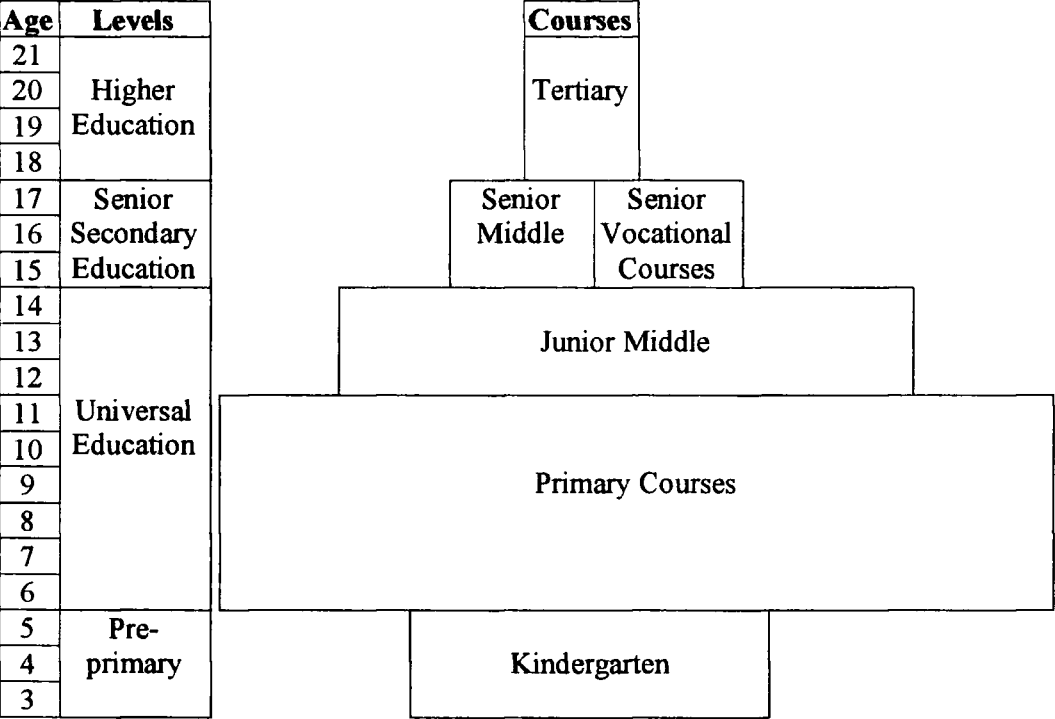 Age Levels Courses
21
20 Higher Tertiary
19 Education
18
17 Senior Senior Senior
16 Secondary Middle Vocational
15 Education Courses
14
13 Junior Middle
12
11 Universal
10 Education
9 Primary Courses
8
7
6
5 Pre-
4 primary Kindergarten
3